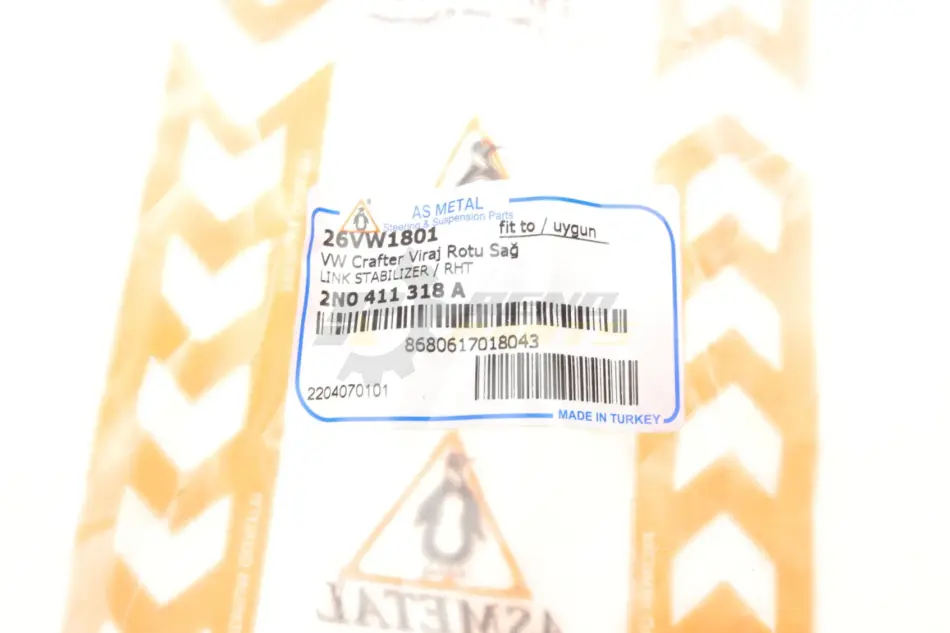 AS METAL
Steering & Suspension Parts
26VW1801 fit to / uygun
VW Crafter Viraj Rotu Sağ
LINK STABILIZER / RHT
2N0 411 318 A
8680617018043
2204070101
MADE IN TURKEY
ASMETAL